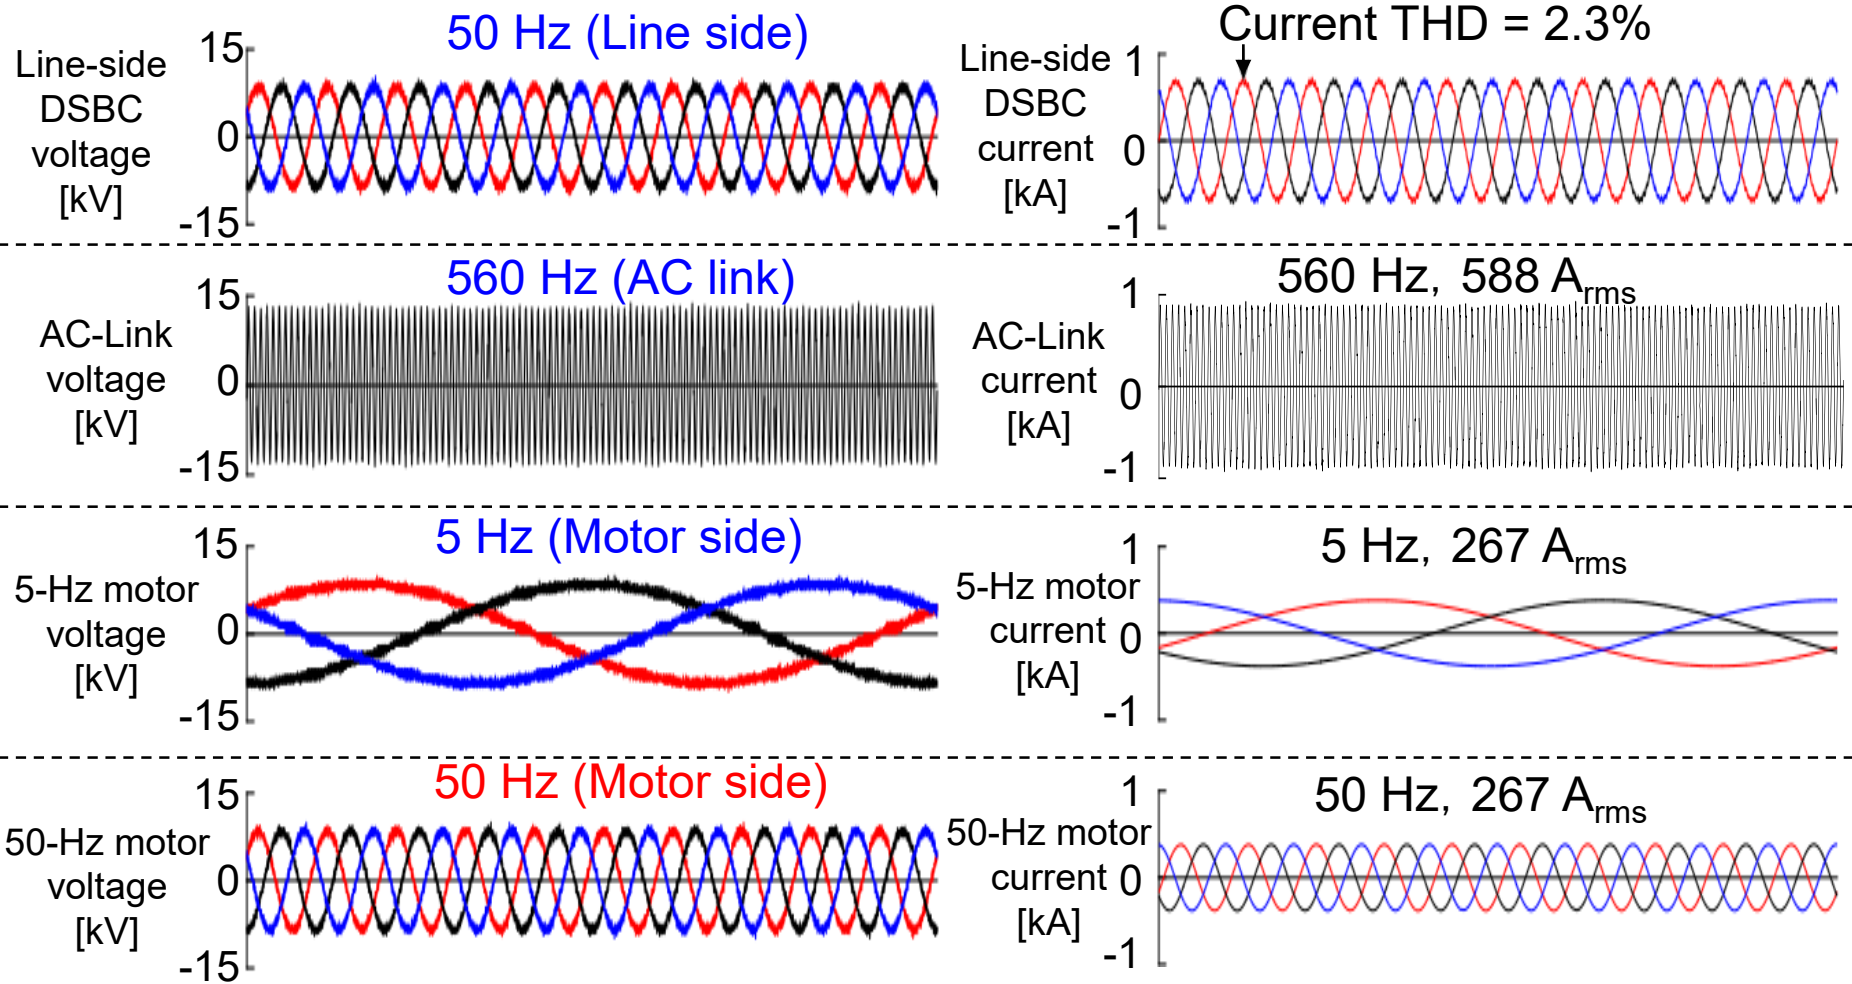 50 Hz (Line side)
Line-side
DSBC
voltage
[kV]
15
0
-15
Current THD = 2.3%
Line-side
DSBC
current
[kA]
1
0
-1
560 Hz (AC link)
AC-Link
voltage
[kV]
15
0
-15
560 Hz, 588 Arms
AC-Link
current
[kA]
1
0
-1
5 Hz (Motor side)
5-Hz motor
voltage
[kV]
15
0
-15
5 Hz, 267 Arms
5-Hz motor
current
[kA]
1
0
-1
50 Hz (Motor side)
50-Hz motor
voltage
[kV]
15
0
-15
50 Hz, 267 Arms
50-Hz motor
current
[kA]
1
0
-1